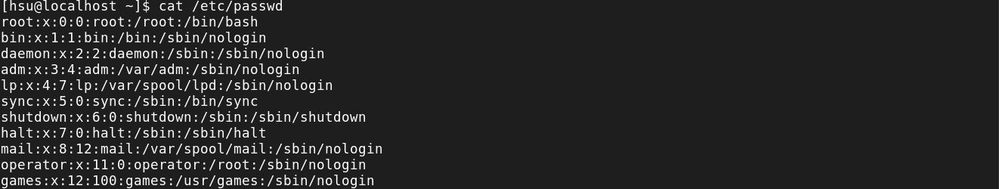 [hsu@localhost ~]$ cat /etc/passwd
root:x:0:0:root:/root:/bin/bash
bin:x:1:1:bin:/bin:/sbin/nologin
daemon:x:2:2:daemon:/sbin:/sbin/nologin
adm:x:3:4:adm:/var/adm:/sbin/nologin
lp:x:4:7:lp:/var/spool/lpd:/sbin/nologin
sync:x:5:0:sync:/sbin:/bin/sync
shutdown:x:6:0:shutdown:/sbin:/sbin/shutdown
halt:x:7:0:halt:/sbin:/sbin/halt
mail:x:8:12:mail:/var/spool/mail:/sbin/nologin
operator:x:11:0:operator:/root:/sbin/nologin
games:x:12:100:games:/usr/games:/sbin/nologin